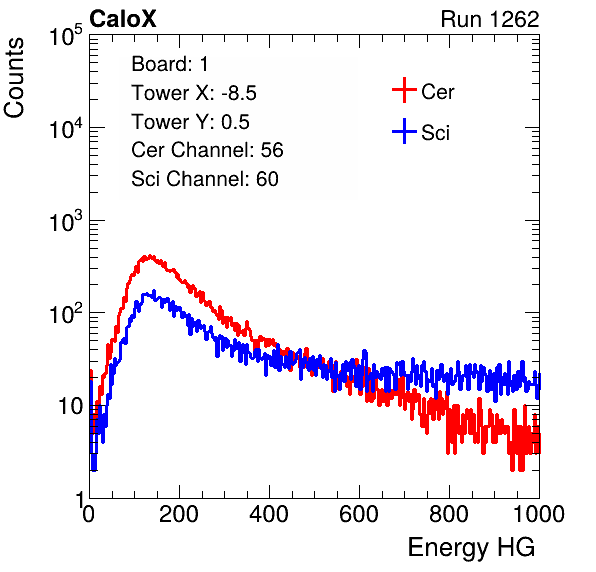 CaloX Run 1262
Counts
Board: 1
Tower X: -8.5
Tower Y: 0.5
Cer Channel: 56
Sci Channel: 60
Cer
Sci
10^5
10^4
10^3
10^2
10
1
0 200 400 600 800 1000
Energy HG